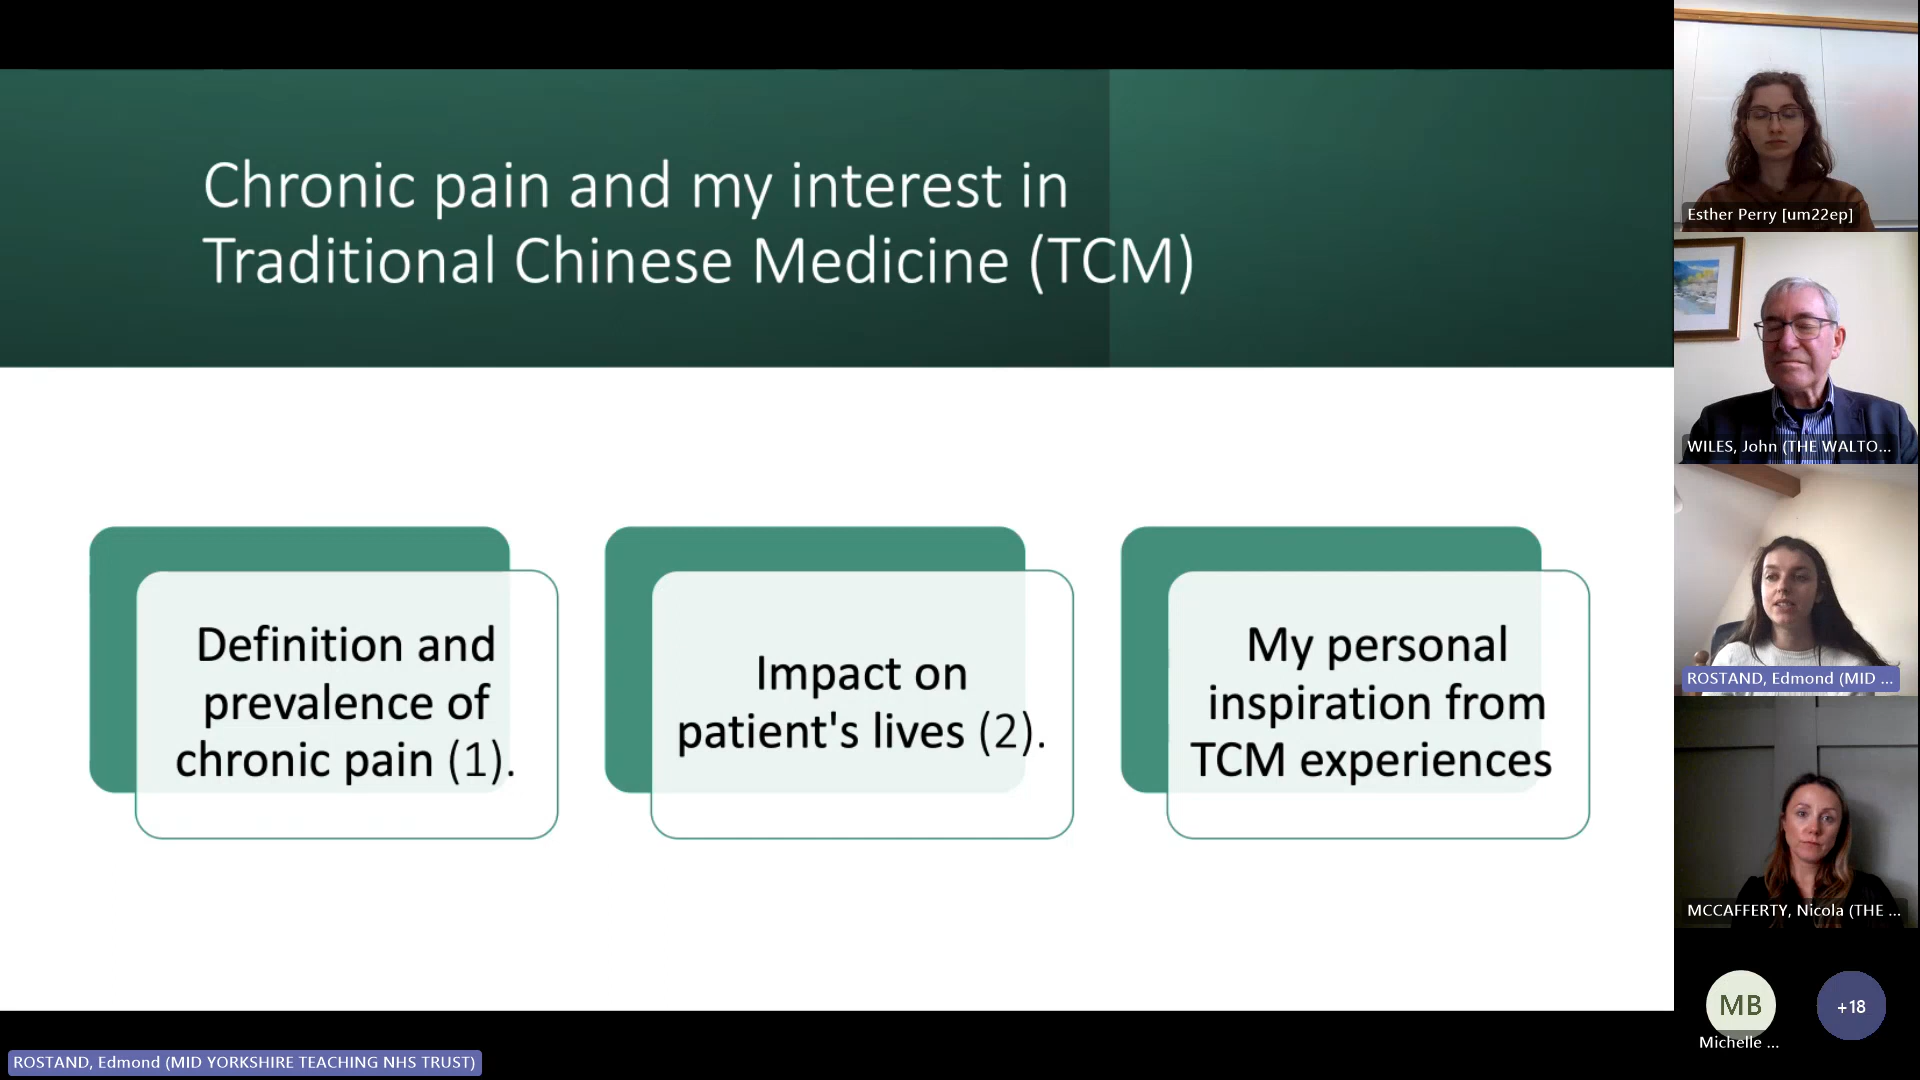 Chronic pain and my interest in
Traditional Chinese Medicine (TCM)
Definition and
prevalence of
chronic pain (1).
Impact on
patient's lives (2).
My personal
inspiration from
TCM experiences
Esther Perry [um22ep]
WILES, John (THE WALTO...
ROSTAND, Edmond (MID ...
MCCAFFERTY, Nicola (THE ...
MB
Michelle ...
+18
ROSTAND, Edmond (MID YORKSHIRE TEACHING NHS TRUST)